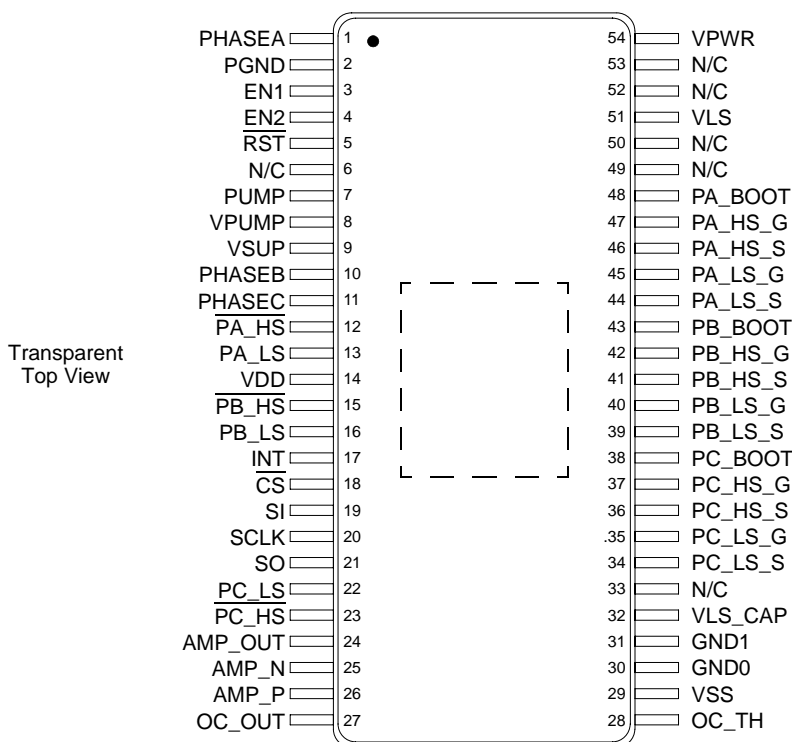 PHASEA 1 54 VPWR
PGND 2 53 N/C
EN1 3 52 N/C
EN2 4 51 VLS
RST 5 50 N/C
N/C 6 49 N/C
PUMP 7 48 PA_BOOT
VPUMP 8 47 PA_HS_G
VSUP 9 46 PA_HS_S
PHASEB 10 45 PA_LS_G
PHASEC 11 44 PA_LS_S
PA_HS 12 43 PB_BOOT
Transparent
Top View
PA_LS 13 42 PB_HS_G
VDD 14 41 PB_HS_S
PB_HS 15 40 PB_LS_G
PB_LS 16 39 PB_LS_S
INT 17 38 PC_BOOT
CS 18 37 PC_HS_G
SI 19 36 PC_HS_S
SCLK 20 .35 PC_LS_G
SO 21 34 PC_LS_S
PC_LS 22 33 N/C
PC_HS 23 32 VLS_CAP
AMP_OUT 24 31 GND1
AMP_N 25 30 GND0
AMP_P 26 29 VSS
OC_OUT 27 28 OC_TH